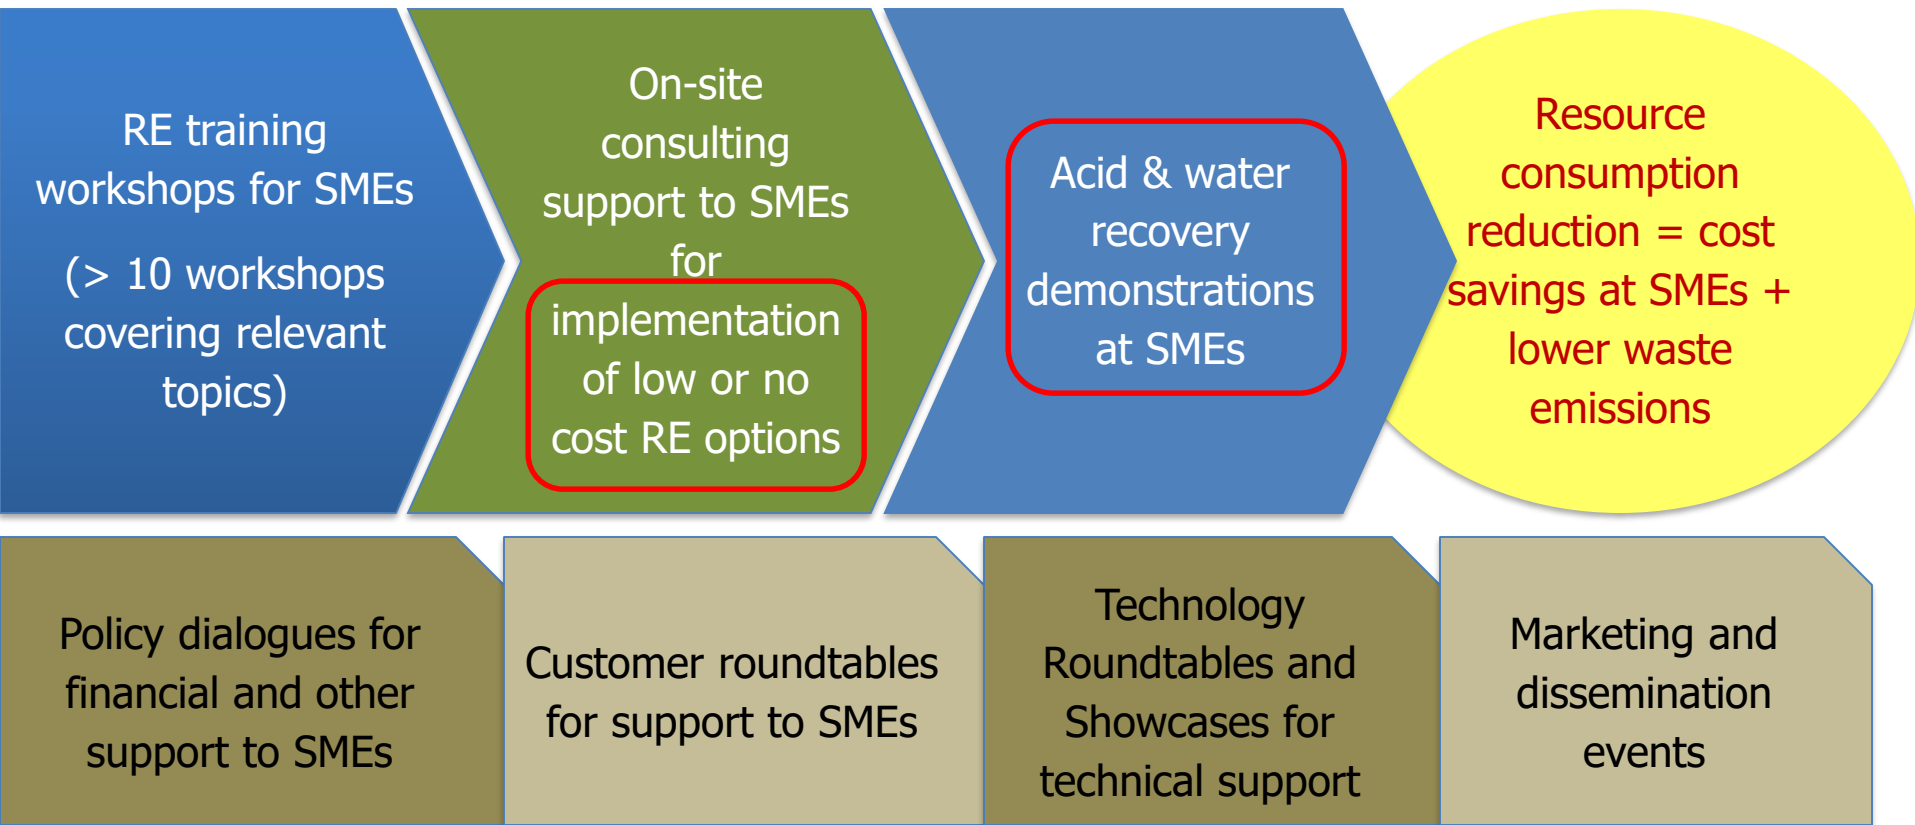 RE training
workshops for SMEs
(> 10 workshops
covering relevant
topics)
On-site
consulting
support to SMEs
for
implementation
of low or no
cost RE options
Acid & water
recovery
demonstrations
at SMEs
Resource
consumption
reduction = cost
savings at SMEs +
lower waste
emissions
Policy dialogues for
financial and other
support to SMEs
Customer roundtables
for support to SMEs
Technology
Roundtables and
Showcases for
technical support
Marketing and
dissemination
events